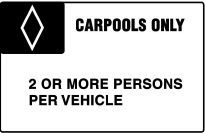 CARPOOLS ONLY
2 OR MORE PERSONS
PER VEHICLE